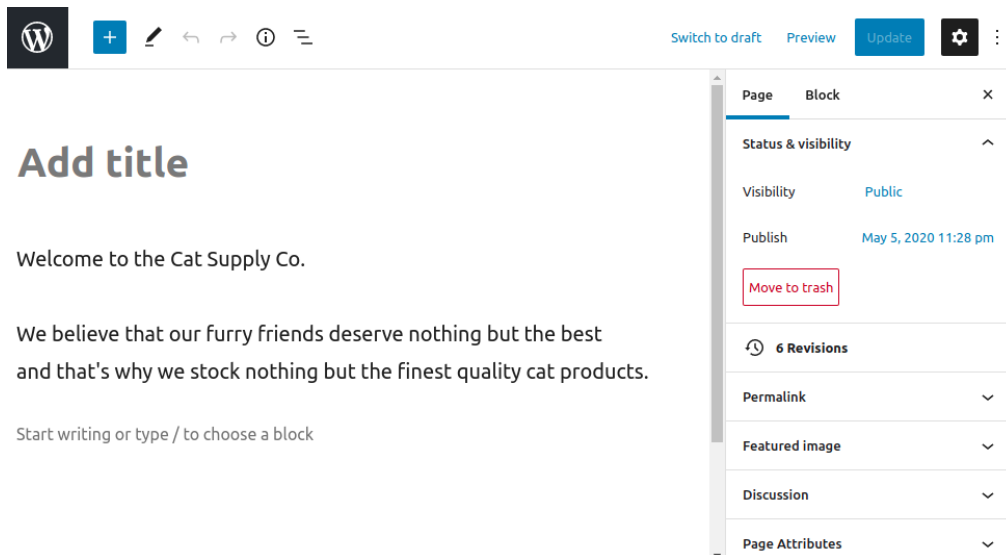 Switch to draft Preview Update
Page Block
Add title
Welcome to the Cat Supply Co.
We believe that our furry friends deserve nothing but the best
and that's why we stock nothing but the finest quality cat products.
Start writing or type / to choose a block
Status & visibility
Visibility Public
Publish May 5, 2020 11:28 pm
Move to trash
6 Revisions
Permalink
Featured image
Discussion
Page Attributes